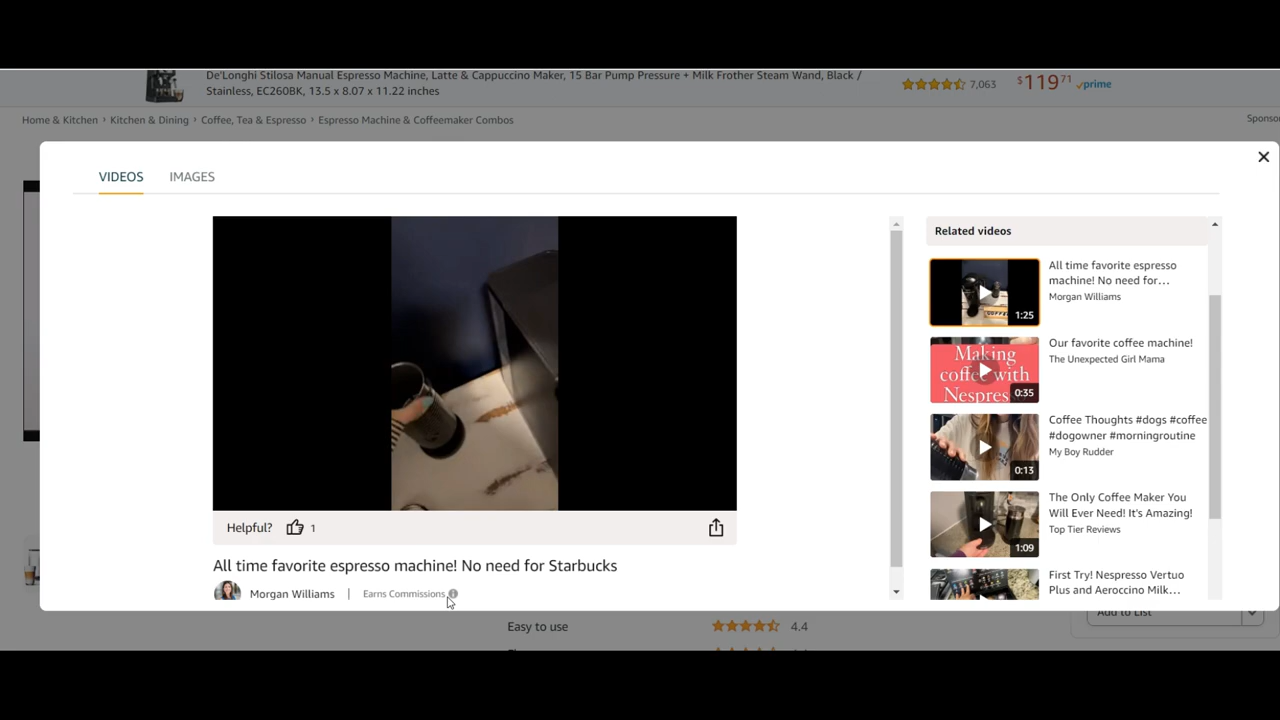 De'Longhi Stilosa Manual Espresso Machine, Latte & Cappuccino Maker, 15 Bar Pump Pressure + Milk Frother Steam Wand, Black /
Stainless, EC260BK, 13.5 x 8.07 x 11.22 inches
7,063
$119 71
prime
Home & Kitchen › Kitchen & Dining › Coffee, Tea & Espresso › Espresso Machine & Coffeemaker Combos
VIDEOS
IMAGES
Helpful?
1
All time favorite espresso machine! No need for Starbucks
Morgan Williams | Earns Commissions
Related videos
All time favorite espresso
machine! No need for…
Morgan Williams
1:25
Our favorite coffee machine!
The Unexpected Girl Mama
Making
coffee with
Nespres
0:35
Coffee Thoughts #dogs #coffee
#dogowner #morningroutine
My Boy Rudder
0:13
The Only Coffee Maker You
Will Ever Need! It's Amazing!
Top Tier Reviews
1:09
First Try! Nespresso Vertuo
Plus and Aeroccino Milk…
Add to List
Easy to use
4.4